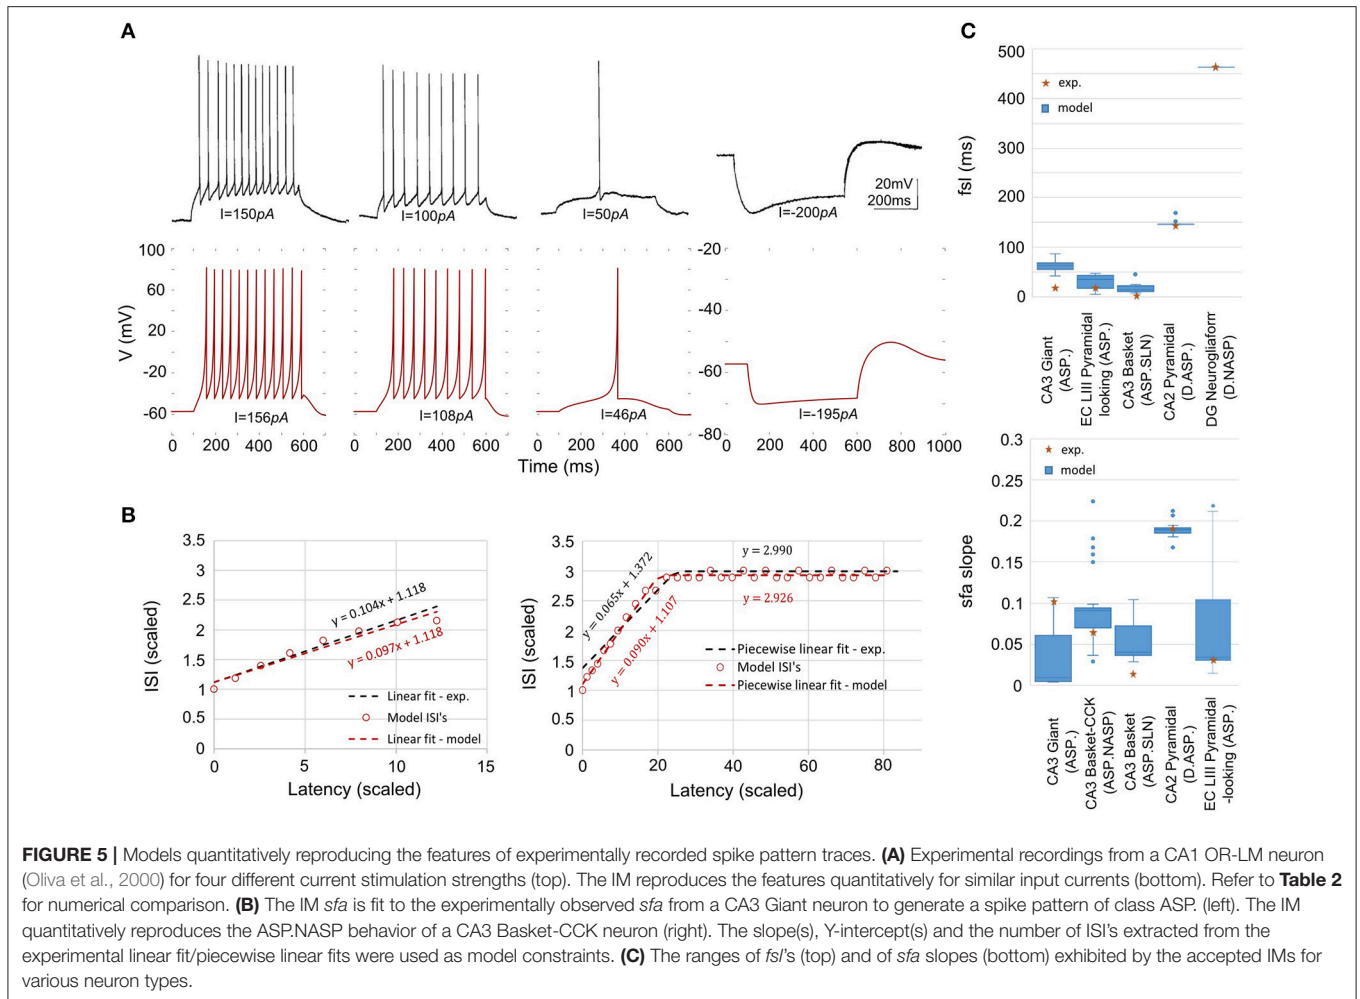 A
I=150pA
I=100pA
I=50pA
I=-200pA
20mV
200ms
V (mV)
100
60
20
-20
-60
-20
-40
-60
-80
I=156pA
I=108pA
I=46pA
I=-195pA
0 200 400 600
0 200 400 600
0 200 400 600
0 200 400 600 800 1000
Time (ms)
B
ISI (scaled)
3.5
3
2.5
2
1.5
1
0.5
0
y = 0.104x + 1.118
y = 0.097x + 1.118
Linear fit - exp.
Model ISI's
Linear fit - model
0 5 10 15
Latency (scaled)
ISI (scaled)
3.5
3
2.5
2
1.5
1
0.5
0
y = 0.065x + 1.372
y = 0.090x + 1.107
y = 2.990
y = 2.926
Piecewise linear fit - exp.
Model ISI's
Piecewise linear fit - model
0 20 40 60 80
Latency (scaled)
C
fsl (ms)
500
400
300
200
100
0
exp.
model
CA3 Giant
(ASP.)
EC LIII Pyramidal
looking (ASP.)
CA3 Basket
(ASP.SLN)
CA2 Pyramidal
(D.ASP.)
DG Neurogliaform
(D.NASP)
sfa slope
0.3
0.25
0.2
0.15
0.1
0.05
0
exp.
model
CA3 Giant
(ASP.)
CA3 Basket-CCK
(ASP.NASP)
CA3 Basket
(ASP.SLN)
CA2 Pyramidal
(D.ASP.)
EC LIII Pyramidal
-looking (ASP.)
FIGURE 5 | Models quantitatively reproducing the features of experimentally recorded spike pattern traces. (A) Experimental recordings from a CA1 OR-LM neuron
(Oliva et al., 2000) for four different current stimulation strengths (top). The IM reproduces the features quantitatively for similar input currents (bottom). Refer to Table 2
for numerical comparison. (B) The IM sfa is fit to the experimentally observed sfa from a CA3 Giant neuron to generate a spike pattern of class ASP. (left). The IM
quantitatively reproduces the ASP.NASP behavior of a CA3 Basket-CCK neuron (right). The slope(s), Y-intercept(s) and the number of ISI's extracted from the
experimental linear fit/piecewise linear fits were used as model constraints. (C) The ranges of fsl's (top) and of sfa slopes (bottom) exhibited by the accepted IMs for
various neuron types.